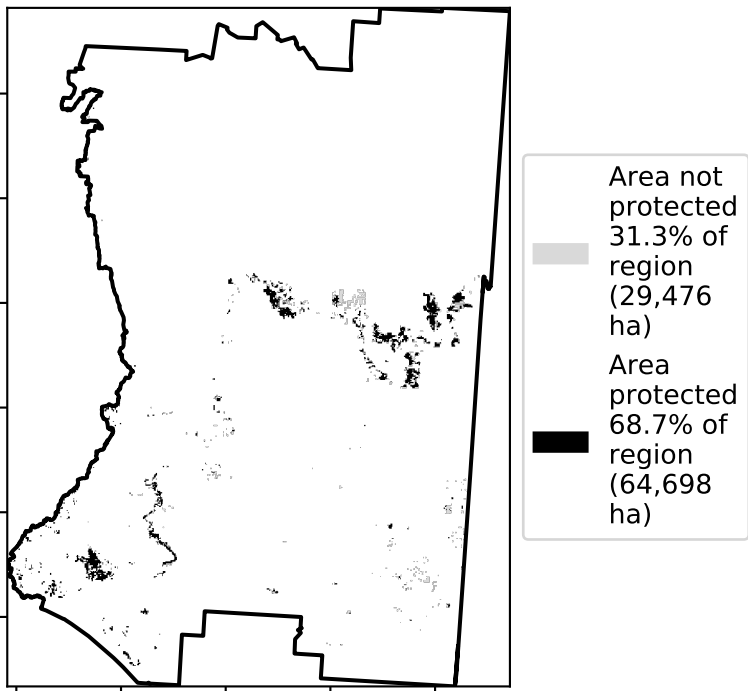 Area not
protected
31.3% of
region
(29,476
ha)
Area
protected
68.7% of
region
(64,698
ha)